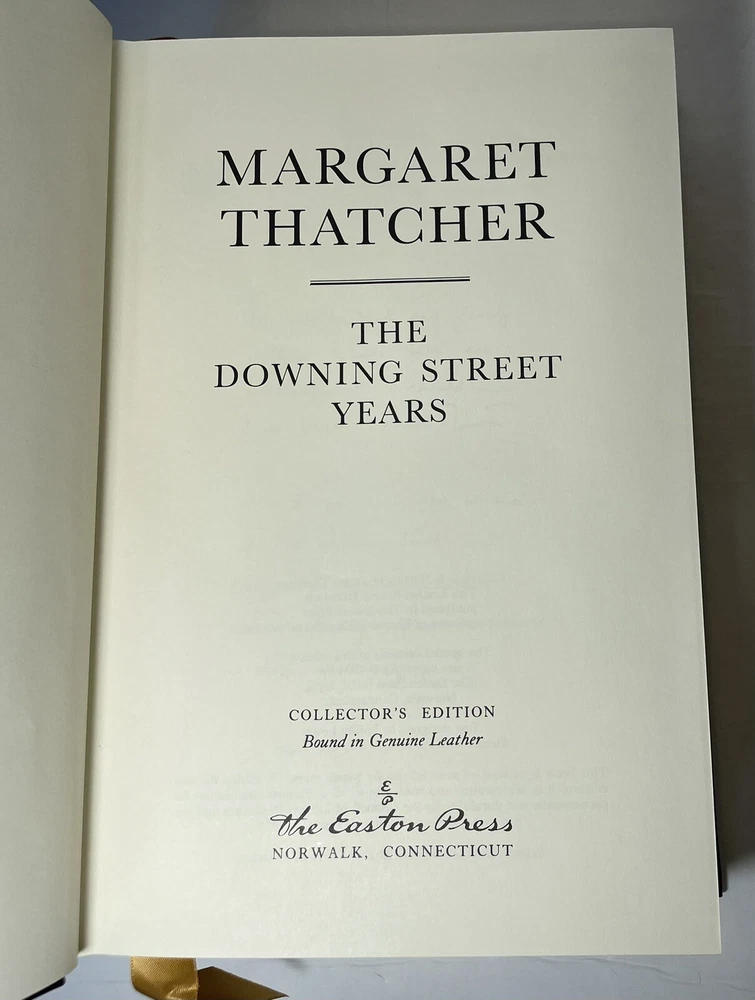 MARGARET
THATCHER
THE
DOWNING STREET
YEARS
COLLECTOR'S EDITION
Bound in Genuine Leather
E
P
The Easton Press
NORWALK, CONNECTICUT